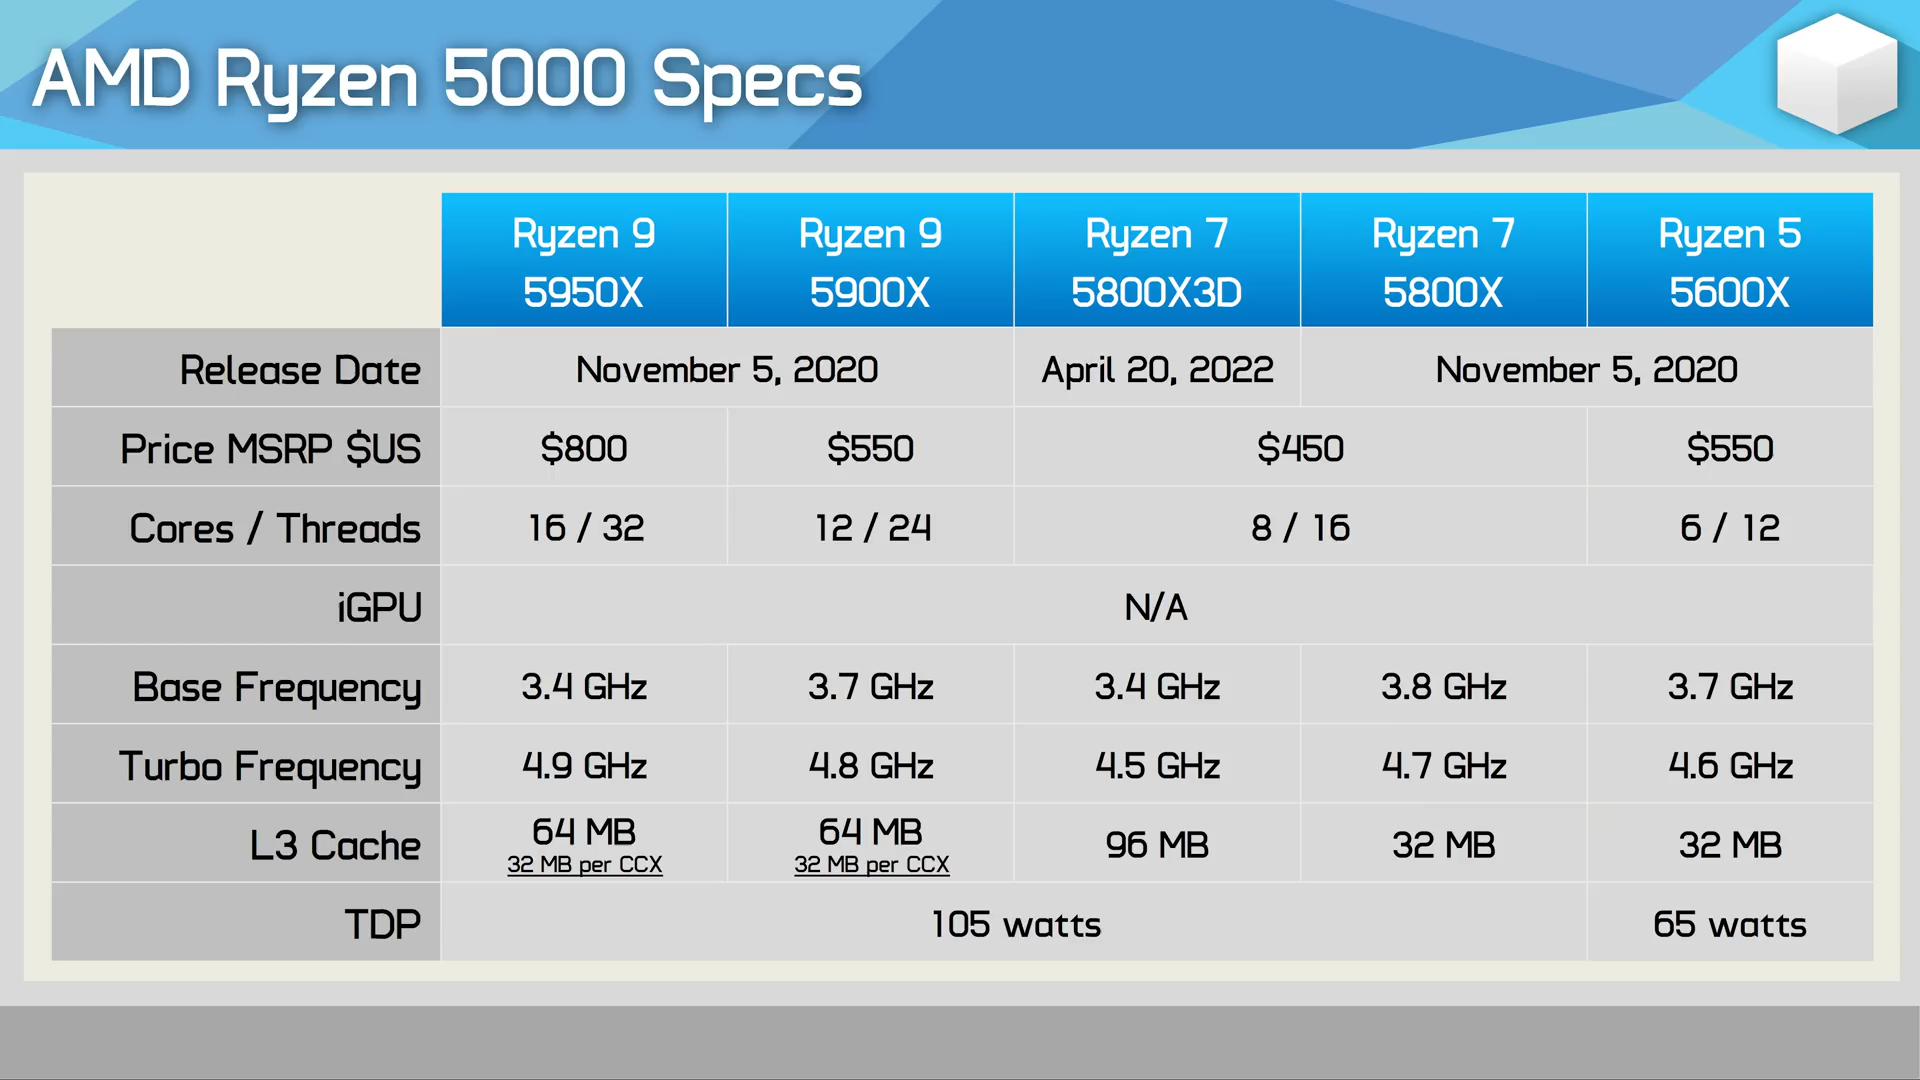 AMD Ryzen 5000 Specs
Ryzen 9 5950X
Ryzen 9 5900X
Ryzen 7 5800X3D
Ryzen 7 5800X
Ryzen 5 5600X
Release Date November 5, 2020 April 20, 2022 November 5, 2020
Price MSRP $US $800 $550 $450 $550
Cores / Threads 16 / 32 12 / 24 8 / 16 6 / 12
iGPU N/A
Base Frequency 3.4 GHz 3.7 GHz 3.4 GHz 3.8 GHz 3.7 GHz
Turbo Frequency 4.9 GHz 4.8 GHz 4.5 GHz 4.7 GHz 4.6 GHz
L3 Cache 64 MB 32 MB per CCX 64 MB 32 MB per CCX 96 MB 32 MB 32 MB
TDP 105 watts 65 watts